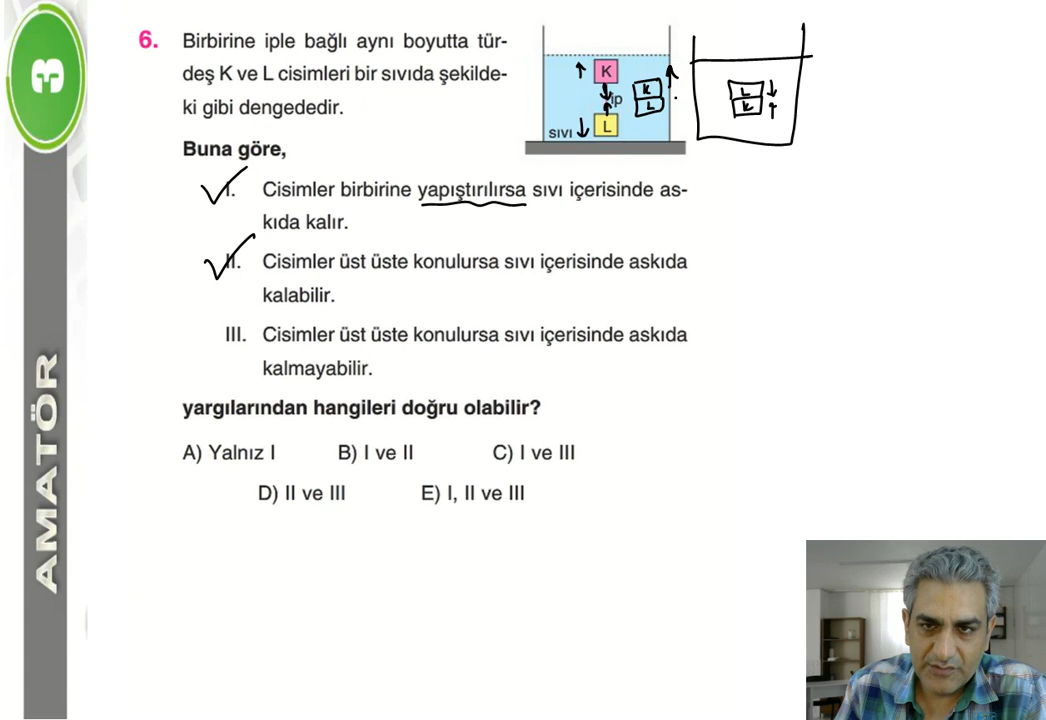 3
AMATÖR
6. Birbirine iple bağlı aynı boyutta tür-
deş K ve L cisimleri bir sıvıda şekilde-
ki gibi dengededir.
K
ip
L
SIVI
K
L
L
K
Buna göre,
I. Cisimler birbirine yapıştırılırsa sıvı içerisinde as-
kıda kalır.
II. Cisimler üst üste konulursa sıvı içerisinde askıda
kalabilir.
III. Cisimler üst üste konulursa sıvı içerisinde askıda
kalmayabilir.
yargılarından hangileri doğru olabilir?
A) Yalnız I B) I ve II C) I ve III
D) II ve III E) I, II ve III